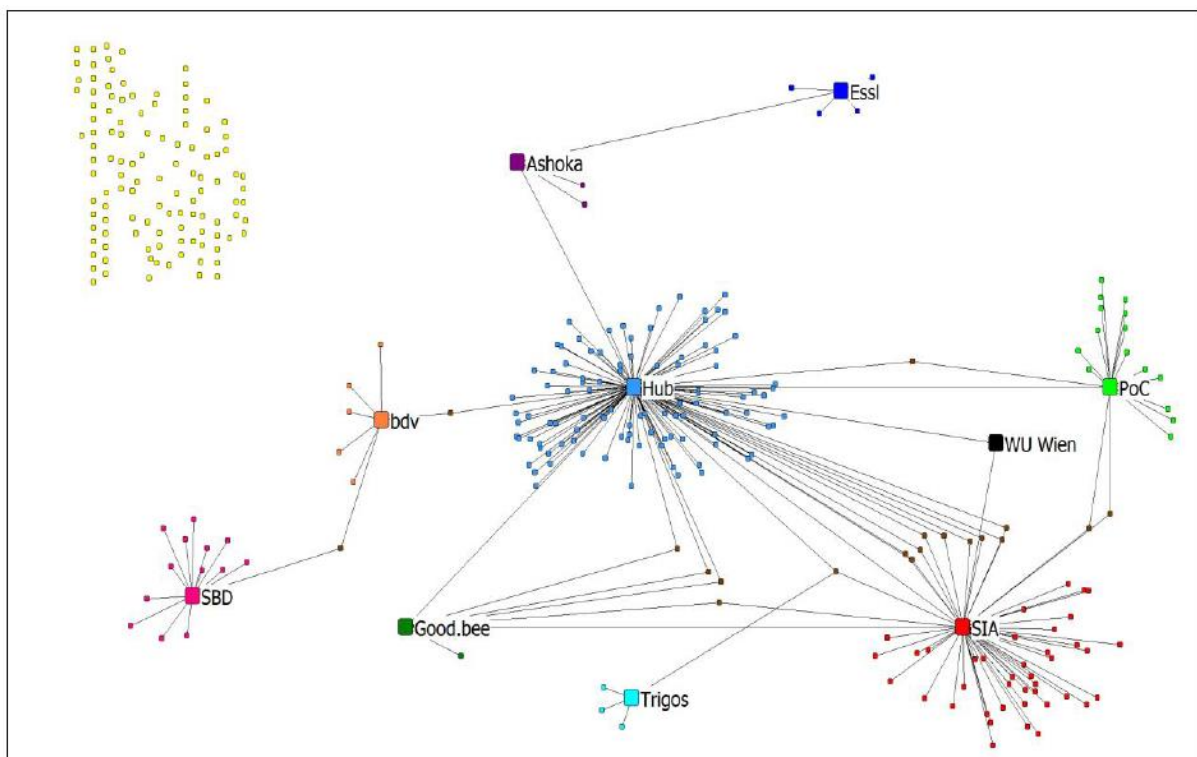 Essl
Ashoka
Hub
PoC
bdv
WU Wien
SBD
Good.bee
SIA
Trigos